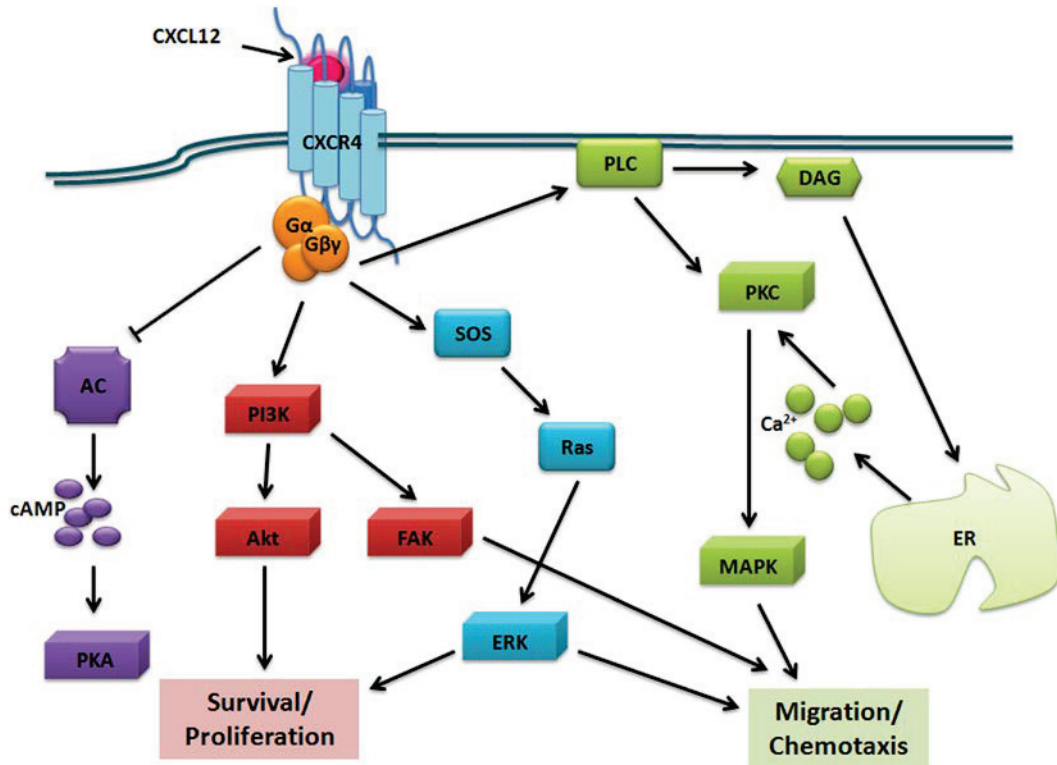 CXCL12
CXCR4
PLC
DAG
Gα
Gβγ
PKC
SOS
AC
PI3K
Ca²⁺
Ras
cAMP
Akt
FAK
ER
MAPK
PKA
ERK
Survival/
Proliferation
Migration/
Chemotaxis